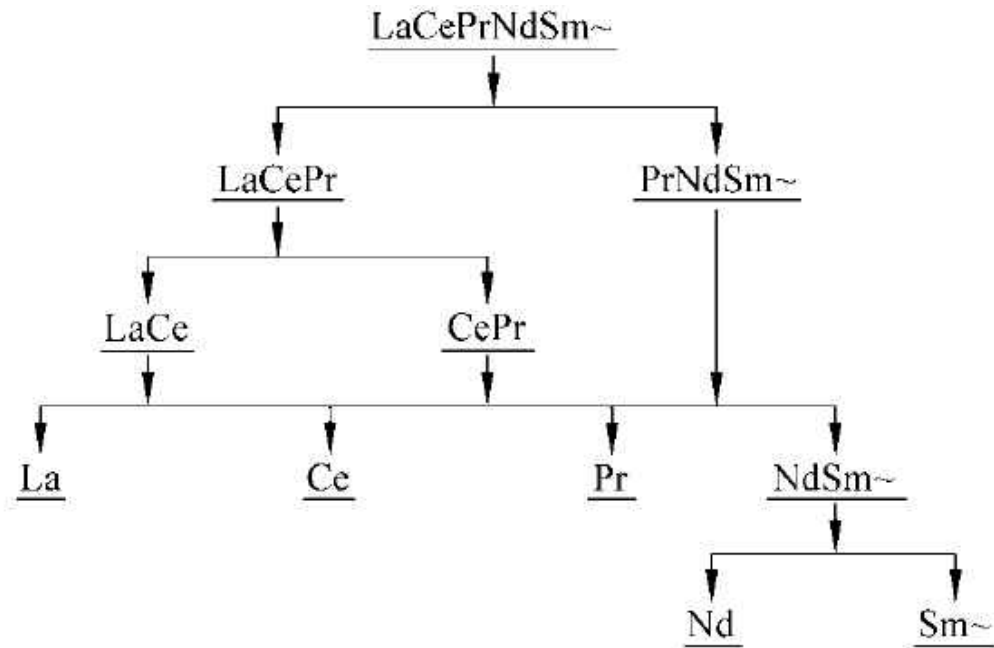 LaCePrNdSm~
LaCePr PrNdSm~
LaCe CePr
La Ce Pr NdSm~
Nd Sm~